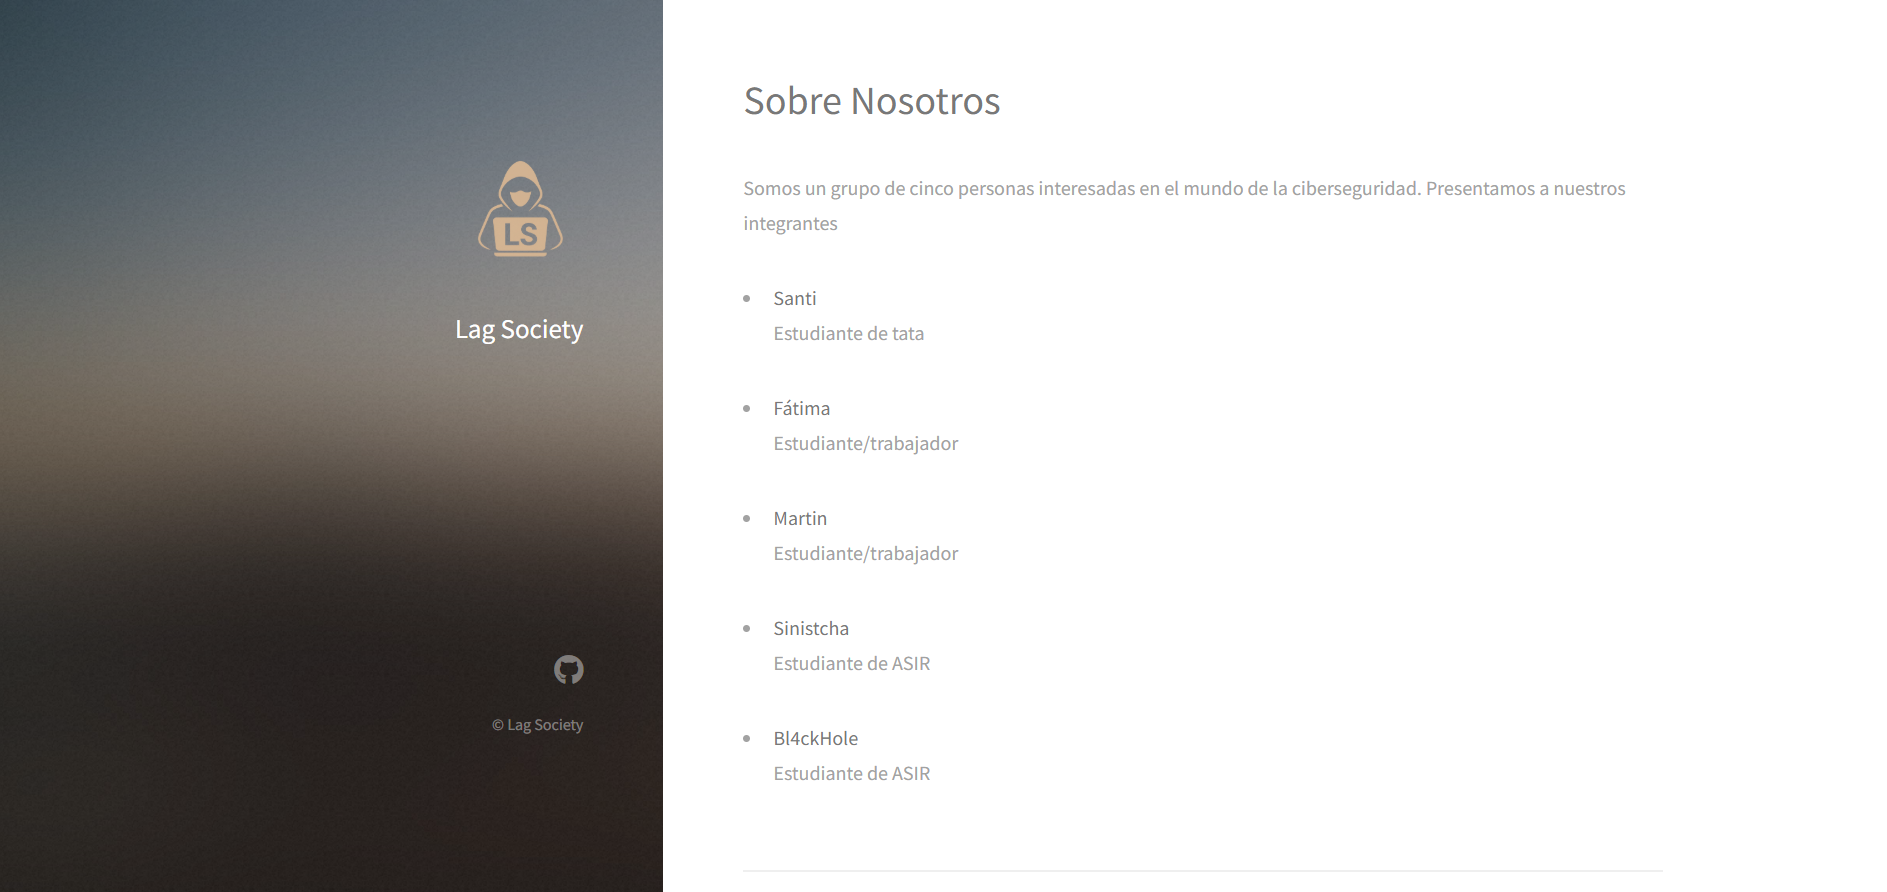 LS
Lag Society
© Lag Society
Sobre Nosotros
Somos un grupo de cinco personas interesadas en el mundo de la ciberseguridad. Presentamos a nuestros
integrantes
Santi
Estudiante de tata
Fátima
Estudiante/trabajador
Martin
Estudiante/trabajador
Sinistcha
Estudiante de ASIR
Bl4ckHole
Estudiante de ASIR